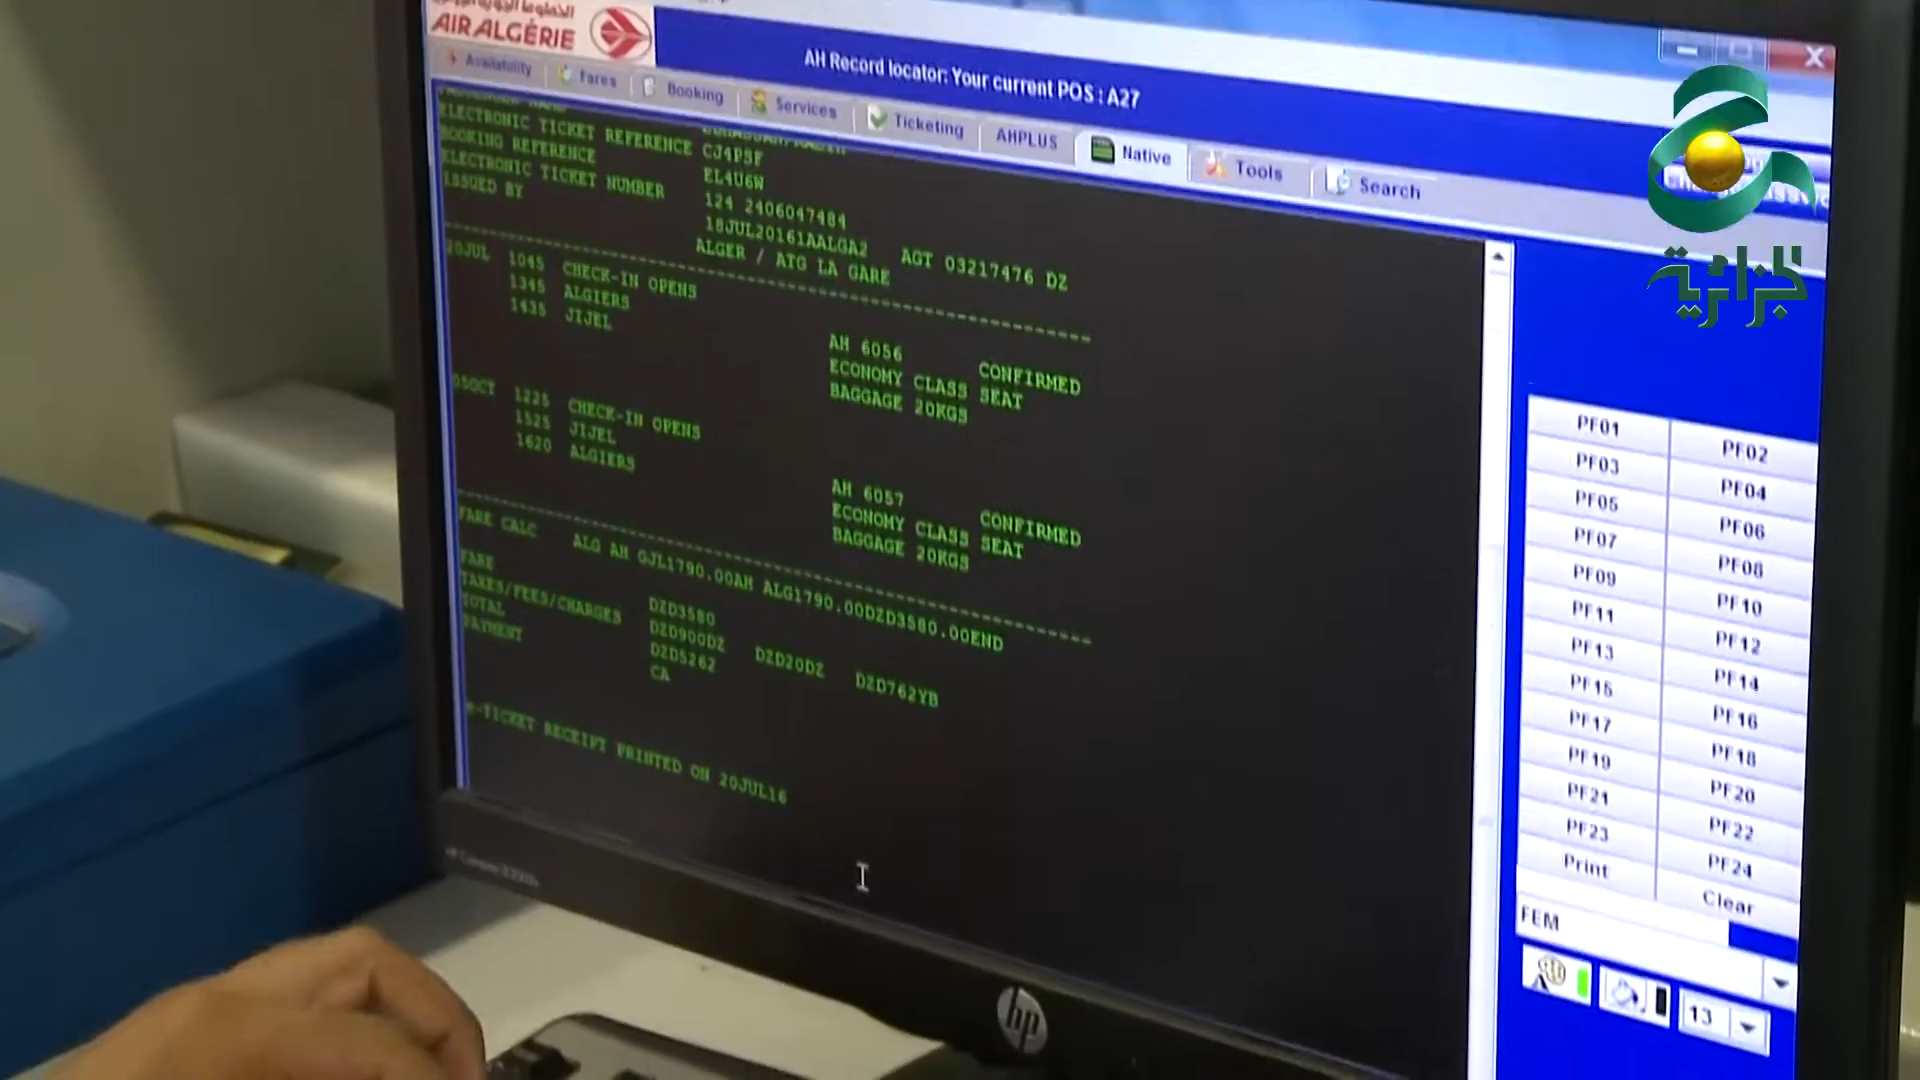 AIR ALGÉRIE
AH Record locator: Your current POS : A27
Availability
Fares
Booking
Services
Ticketing
AHPLUS
Native
Tools
Search
ELECTRONIC TICKET REFERENCE CJ4PSF
BOOKING REFERENCE EL4U6W
ELECTRONIC TICKET NUMBER 124 2406047484
ISSUED BY 18JUL20161AALGA2 AGT 03217476 DZ
ALGER / ATG LA GARE
20JUL 1045 CHECK-IN OPENS
1345 ALGIERS
1435 JIJEL
AH 6056 CONFIRMED
ECONOMY CLASS SEAT
BAGGAGE 20KGS
05OCT 1225 CHECK-IN OPENS
1525 JIJEL
1620 ALGIERS
AH 6057 CONFIRMED
ECONOMY CLASS SEAT
BAGGAGE 20KGS
FARE CALC ALG AH GJL1790.00AH ALG1790.00DZD3580.00END
FARE DZD3580
TAXES/FEES/CHARGES DZD900DZ DZD20DZ DZD762YB
TOTAL DZD5262
PAYMENT CA
e-TICKET RECEIPT PRINTED ON 20JUL16
PF01 PF02
PF03 PF04
PF05 PF06
PF07 PF08
PF09 PF10
PF11 PF12
PF13 PF14
PF15 PF16
PF17 PF18
PF19 PF20
PF21 PF22
PF23 PF24
Print Clear
FEM
13
hp
جزائرية